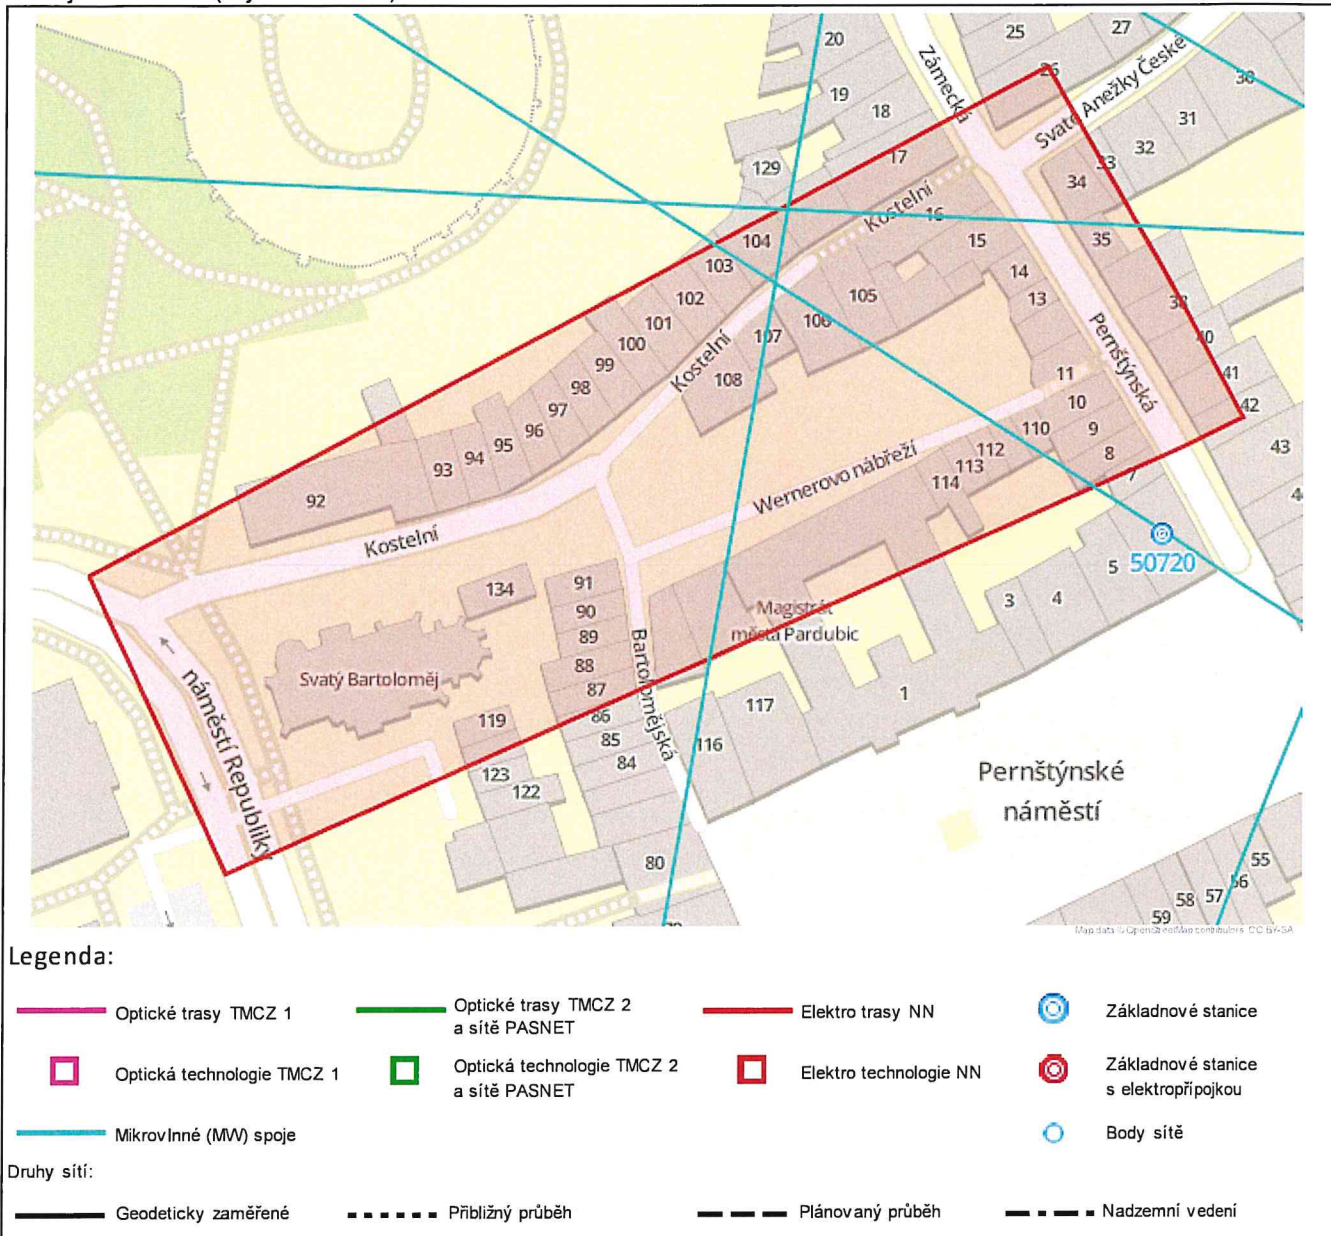 20
25
27
Zámecká
26
Svaté Anežky České
30
19
18
31
32
33
129
17
34
Kostelní
16
104
35
15
103
14
102
105
13
38
101
106
107
100
Kostelní
Pernštýnská
40
99
108
11
41
98
10
42
97
96
110
9
43
95
Wernerovo nábřeží
112
8
94
113
93
114
7
92
Kostelní
50720
5
134
91
4
3
90
Magistrát
města Pardubic
89
Bartolomějská
88
Svatý Bartoloměj
87
1
117
náměstí Republiky
119
86
116
85
84
123
122
Pernštýnské
náměstí
80
55
56
57
58
59
Map data © OpenStreetMap contributors, CC BY-SA
Legenda:
Optické trasy TMCZ 1
Optické trasy TMCZ 2
a sítě PASNET
Elektro trasy NN
Základnové stanice
Optická technologie TMCZ 1
Optická technologie TMCZ 2
a sítě PASNET
Elektro technologie NN
Základnové stanice
s elektropřípojkou
Mikrovlnné (MW) spoje
Body sítě
Druhy sítí:
Geodeticky zaměřené
Přibližný průběh
Plánovaný průběh
Nadzemní vedení